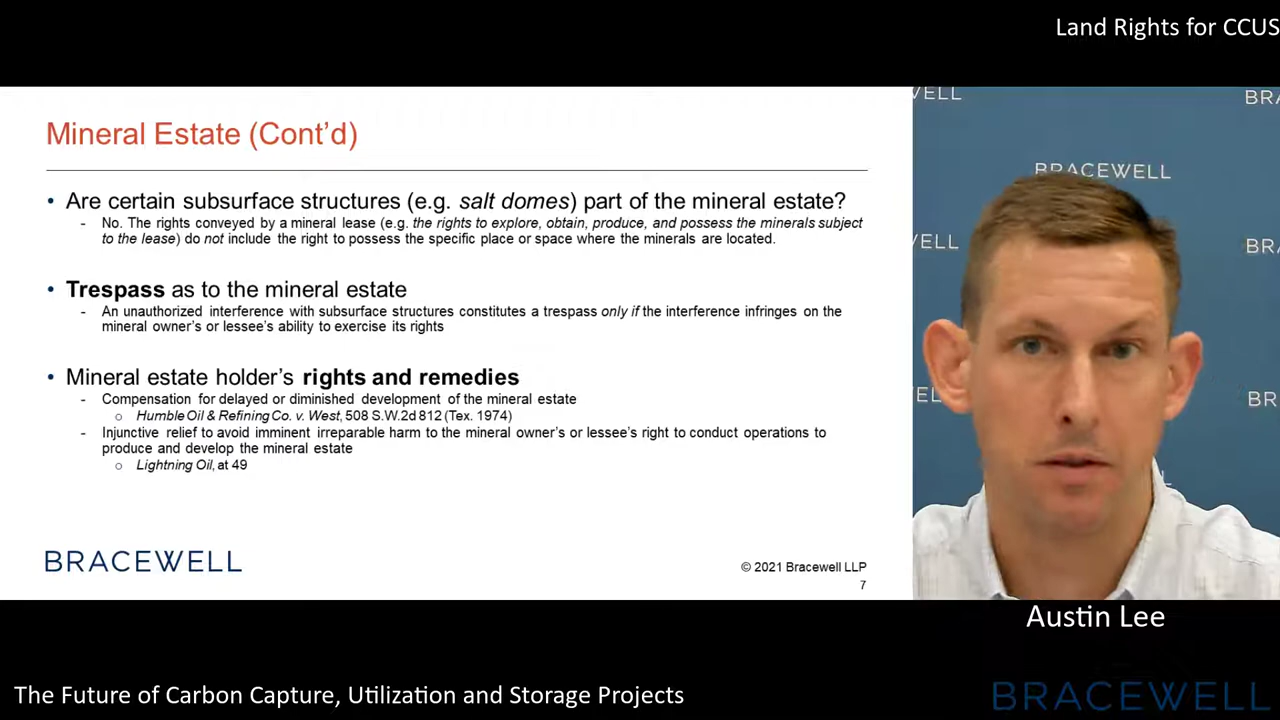 Land Rights for CCUS
Mineral Estate (Cont’d)
• Are certain subsurface structures (e.g. salt domes) part of the mineral estate?
- No. The rights conveyed by a mineral lease (e.g. the rights to explore, obtain, produce, and possess the minerals subject
to the lease) do not include the right to possess the specific place or space where the minerals are located.
• Trespass as to the mineral estate
- An unauthorized interference with subsurface structures constitutes a trespass only if the interference infringes on the
mineral owner’s or lessee’s ability to exercise its rights
• Mineral estate holder’s rights and remedies
- Compensation for delayed or diminished development of the mineral estate
○ Humble Oil & Refining Co. v. West, 508 S.W.2d 812 (Tex. 1974)
- Injunctive relief to avoid imminent irreparable harm to the mineral owner’s or lessee’s right to conduct operations to
produce and develop the mineral estate
○ Lightning Oil, at 49
BRACEWELL
© 2021 Bracewell LLP
7
VELL
BRA
BRACEWELL
VELL
BRA
EL
BR
L
Austin Lee
The Future of Carbon Capture, Utilization and Storage Projects
BRACEWELL